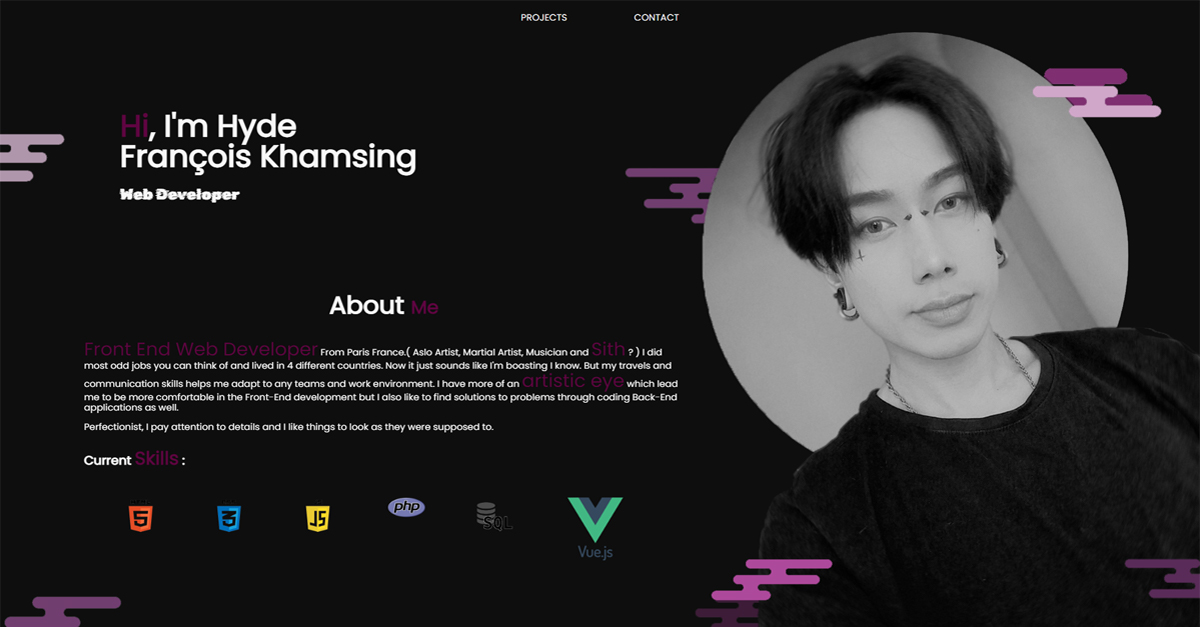 PROJECTS CONTACT
Hi, I'm Hyde
François Khamsing
Web Developer
About Me
Front End Web Developer From Paris France.( Aslo Artist, Martial Artist, Musician and Sith ? ) I did
most odd jobs you can think of and lived in 4 different countries. Now it just sounds like I'm boasting I know. But my travels and
communication skills helps me adapt to any teams and work environment. I have more of an artistic eye which lead
me to be more comfortable in the Front-End development but I also like to find solutions to problems through coding Back-End
applications as well.
Perfectionist, I pay attention to details and I like things to look as they were supposed to.
Current Skills :
5 3 JS php SQL
Vue.js